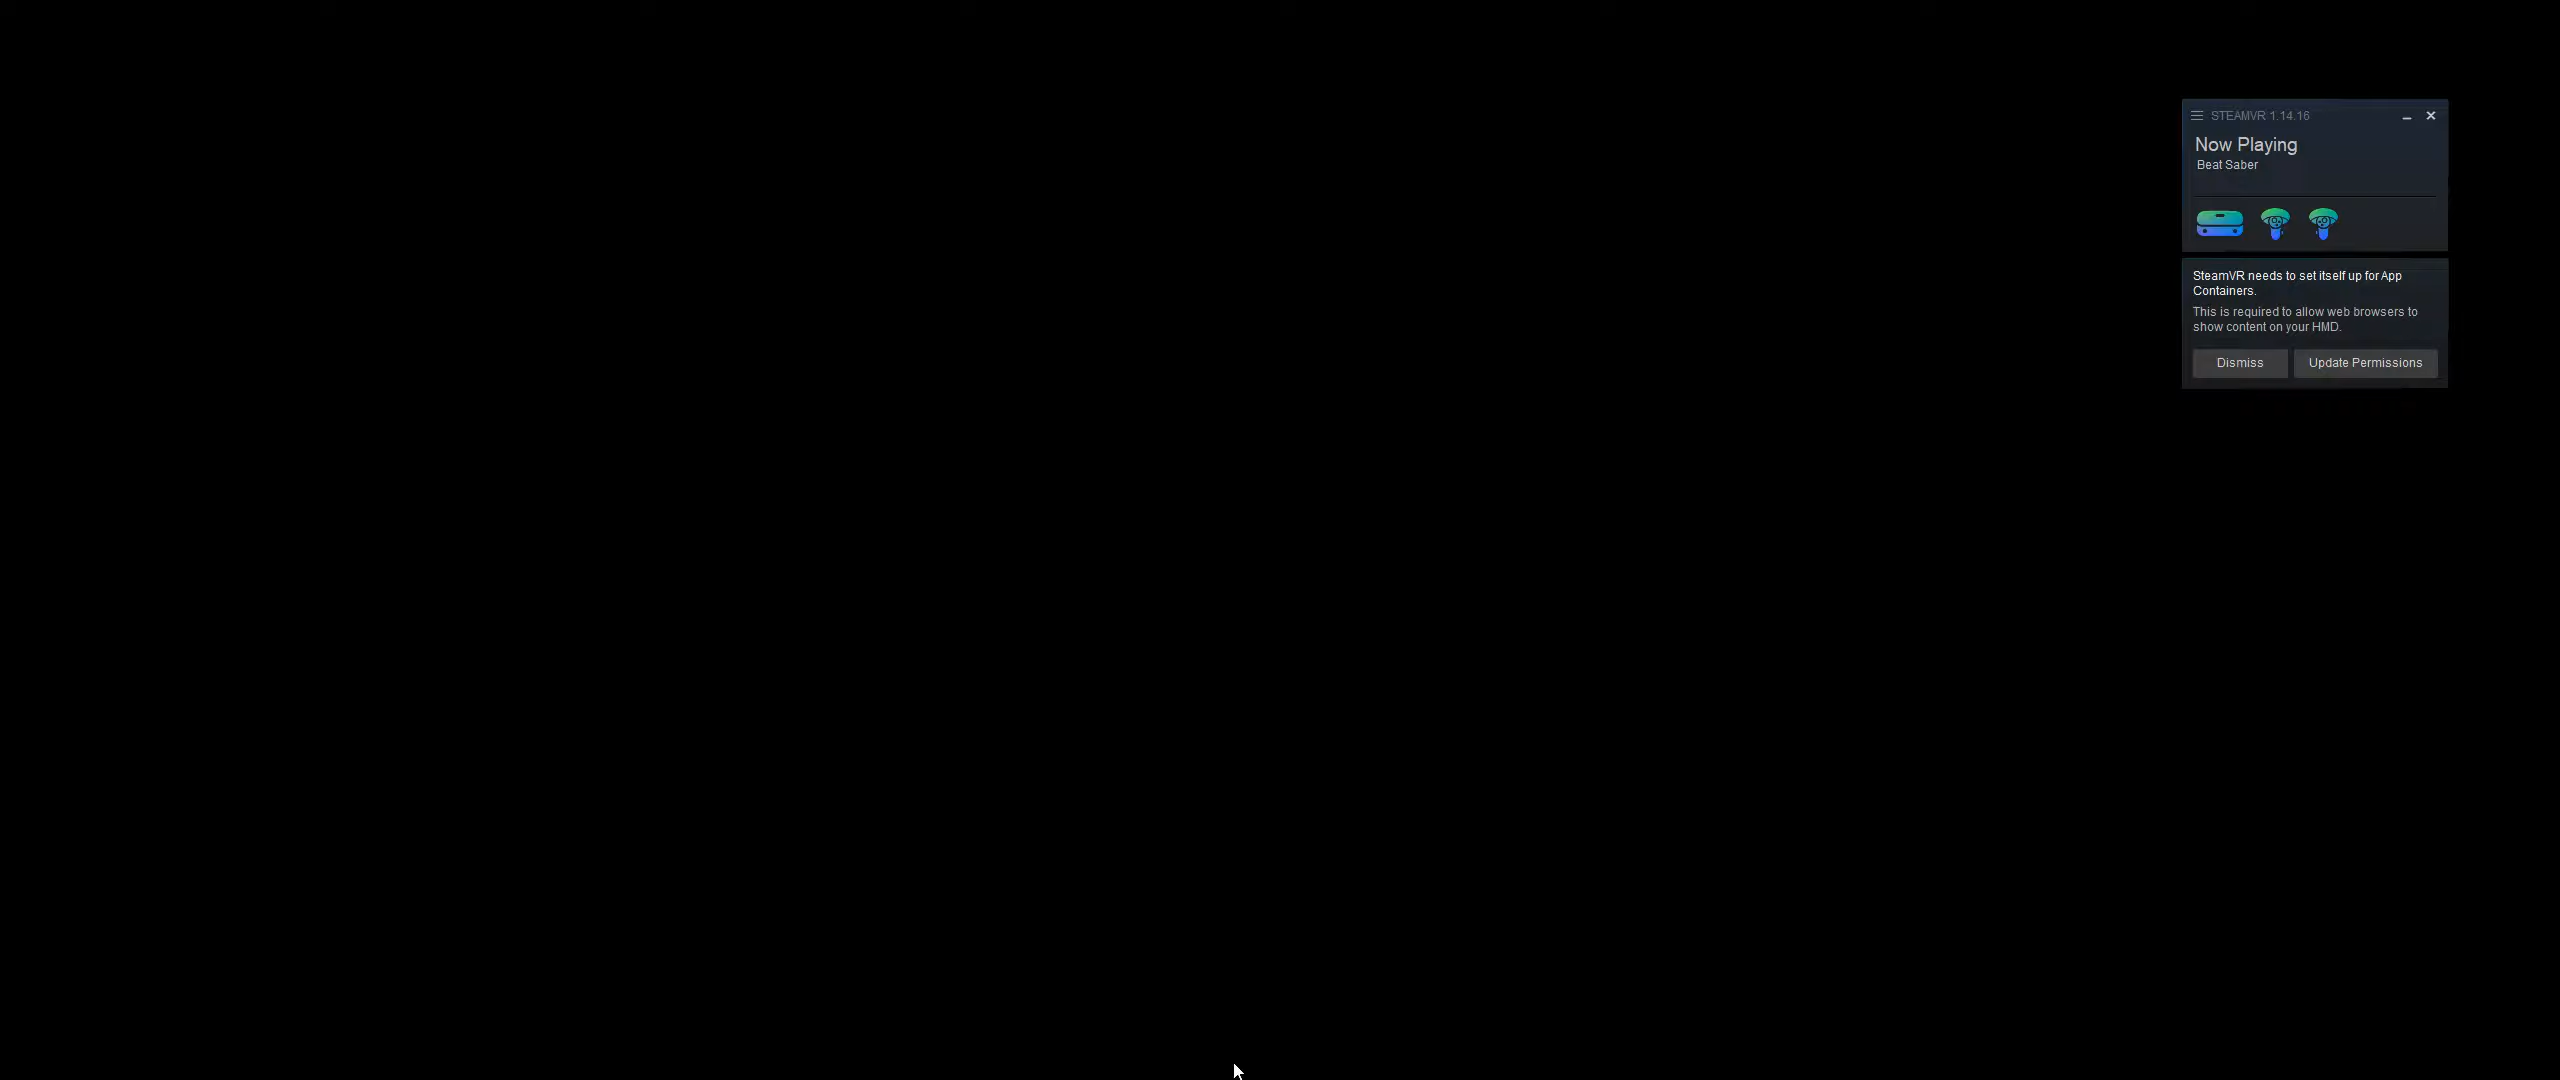 STEAMVR 1.14.16
Now Playing
Beat Saber
SteamVR needs to set itself up for App
Containers.
This is required to allow web browsers to
show content on your HMD.
Dismiss
Update Permissions